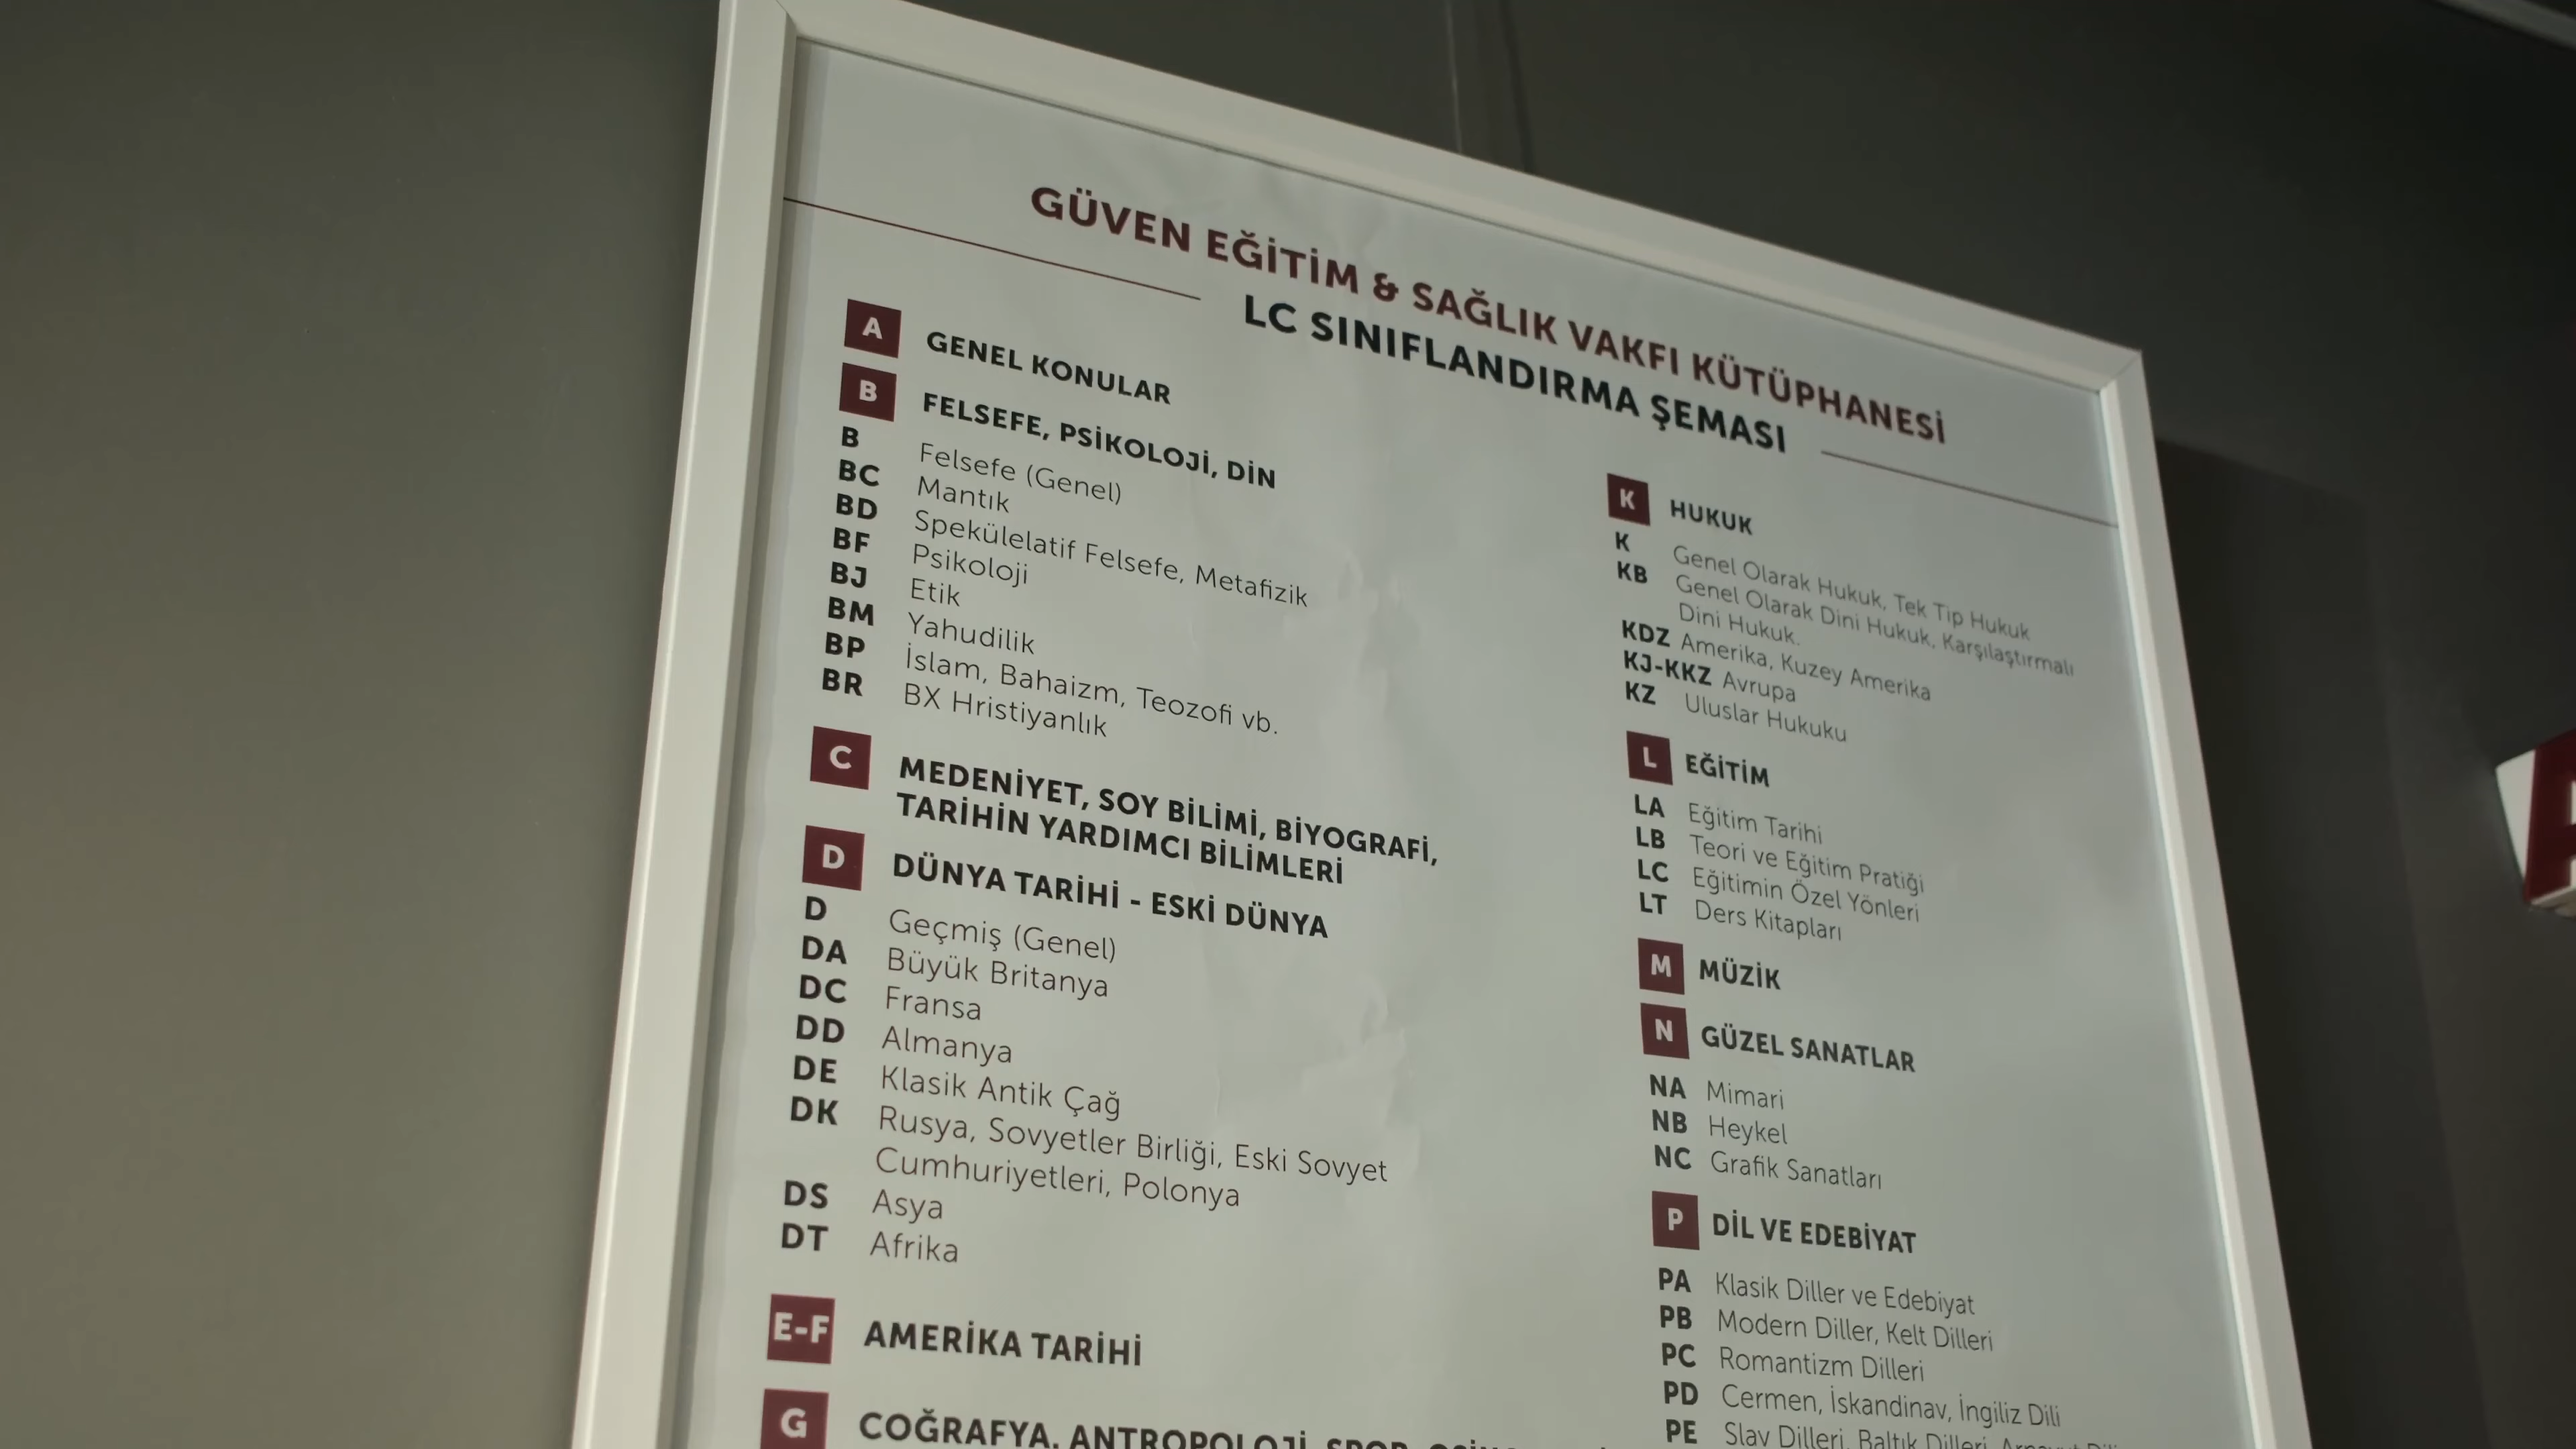 GÜVEN EĞİTİM & SAĞLIK VAKFI KÜTÜPHANESİ
LC SINIFLANDIRMA ŞEMASI
A GENEL KONULAR
B FELSEFE, PSİKOLOJİ, DİN
B Felsefe (Genel)
BC Mantık
BD Spekülelatif Felsefe, Metafizik
BF Psikoloji
BJ Etik
BM Yahudilik
BP İslam, Bahaizm, Teozofi vb.
BR BX Hristiyanlık
C MEDENİYET, SOY BİLİMİ, BİYOGRAFİ,
TARİHİN YARDIMCI BİLİMLERİ
D DÜNYA TARİHİ - ESKİ DÜNYA
D Geçmiş (Genel)
DA Büyük Britanya
DC Fransa
DD Almanya
DE Klasik Antik Çağ
DK Rusya, Sovyetler Birliği, Eski Sovyet
Cumhuriyetleri, Polonya
DS Asya
DT Afrika
E-F AMERİKA TARİHİ
G COĞRAFYA, ANTROPOLOJİ, SPOR,
K HUKUK
K Genel Olarak Hukuk, Tek Tip Hukuk
KB Genel Olarak Dini Hukuk, Karşılaştırmalı
Dini Hukuk.
KDZ Amerika, Kuzey Amerika
KJ-KKZ Avrupa
KZ Uluslar Hukuku
L EĞİTİM
LA Eğitim Tarihi
LB Teori ve Eğitim Pratiği
LC Eğitimin Özel Yönleri
LT Ders Kitapları
M MÜZİK
N GÜZEL SANATLAR
NA Mimari
NB Heykel
NC Grafik Sanatları
P DİL VE EDEBİYAT
PA Klasik Diller ve Edebiyat
PB Modern Diller, Kelt Dilleri
PC Romantizm Dilleri
PD Cermen, İskandinav, İngiliz Dili
PE Slav Dilleri, Baltık Dilleri,